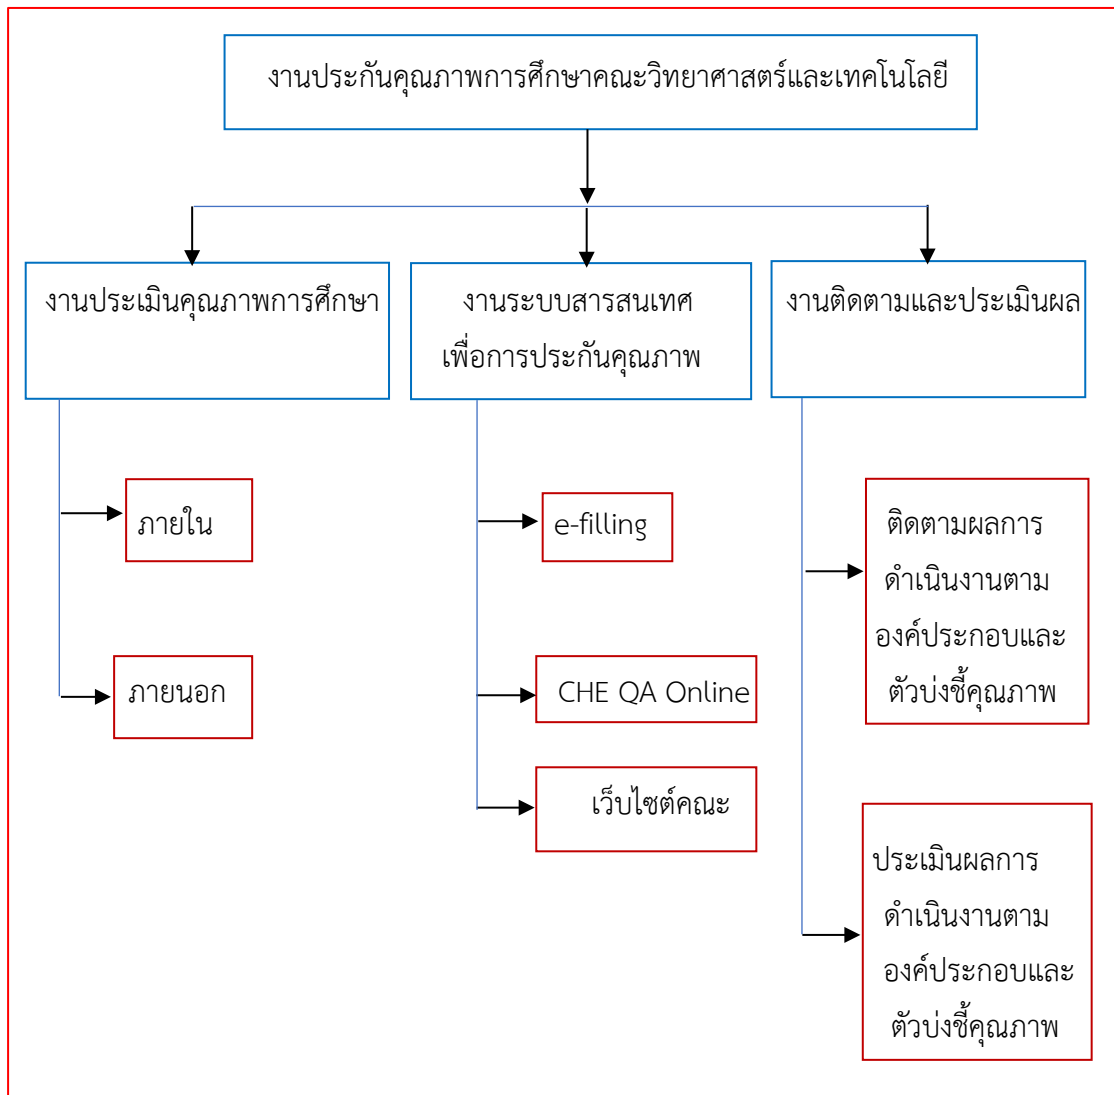 งานประกันคุณภาพการศึกษาคณะวิทยาศาสตร์และเทคโนโลยี
งานประเมินคุณภาพการศึกษา
งานระบบสารสนเทศ
เพื่อการประกันคุณภาพ
งานติดตามและประเมินผล
ภายใน
ภายนอก
e-filling
CHE QA Online
เว็บไซต์คณะ
ติดตามผลการ
ดำเนินงานตาม
องค์ประกอบและ
ตัวบ่งชี้คุณภาพ
ประเมินผลการ
ดำเนินงานตาม
องค์ประกอบและ
ตัวบ่งชี้คุณภาพ